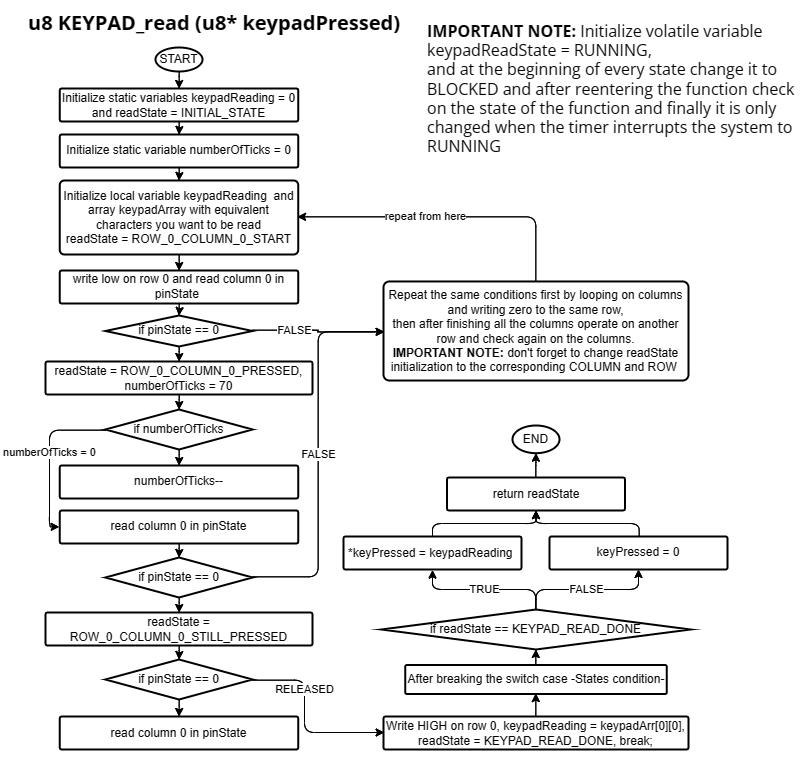 u8 KEYPAD_read (u8* keypadPressed)
IMPORTANT NOTE: Initialize volatile variable
keypadReadState = RUNNING,
and at the beginning of every state change it to
BLOCKED and after reentering the function check
on the state of the function and finally it is only
changed when the timer interrupts the system to
RUNNING
START
Initialize static variables keypadReading = 0
and readState = INITIAL_STATE
Initialize static variable numberOfTicks = 0
Initialize local variable keypadReading and
array keypadArray with equivalent
characters you want to be read
readState = ROW_0_COLUMN_0_START
repeat from here
write low on row 0 and read column 0 in
pinState
if pinState == 0
FALSE
Repeat the same conditions first by looping on columns
and writing zero to the same row,
then after finishing all the columns operate on another
row and check again on the columns.
IMPORTANT NOTE: don't forget to change readState
initialization to the corresponding COLUMN and ROW
readState = ROW_0_COLUMN_0_PRESSED,
numberOfTicks = 70
if numberOfTicks
numberOfTicks = 0
FALSE
numberOfTicks--
read column 0 in pinState
if pinState == 0
readState =
ROW_0_COLUMN_0_STILL_PRESSED
if pinState == 0
RELEASED
read column 0 in pinState
END
return readState
*keyPressed = keypadReading
keyPressed = 0
TRUE
FALSE
if readState == KEYPAD_READ_DONE
After breaking the switch case -States condition-
Write HIGH on row 0, keypadReading = keypadArr[0][0],
readState = KEYPAD_READ_DONE, break;